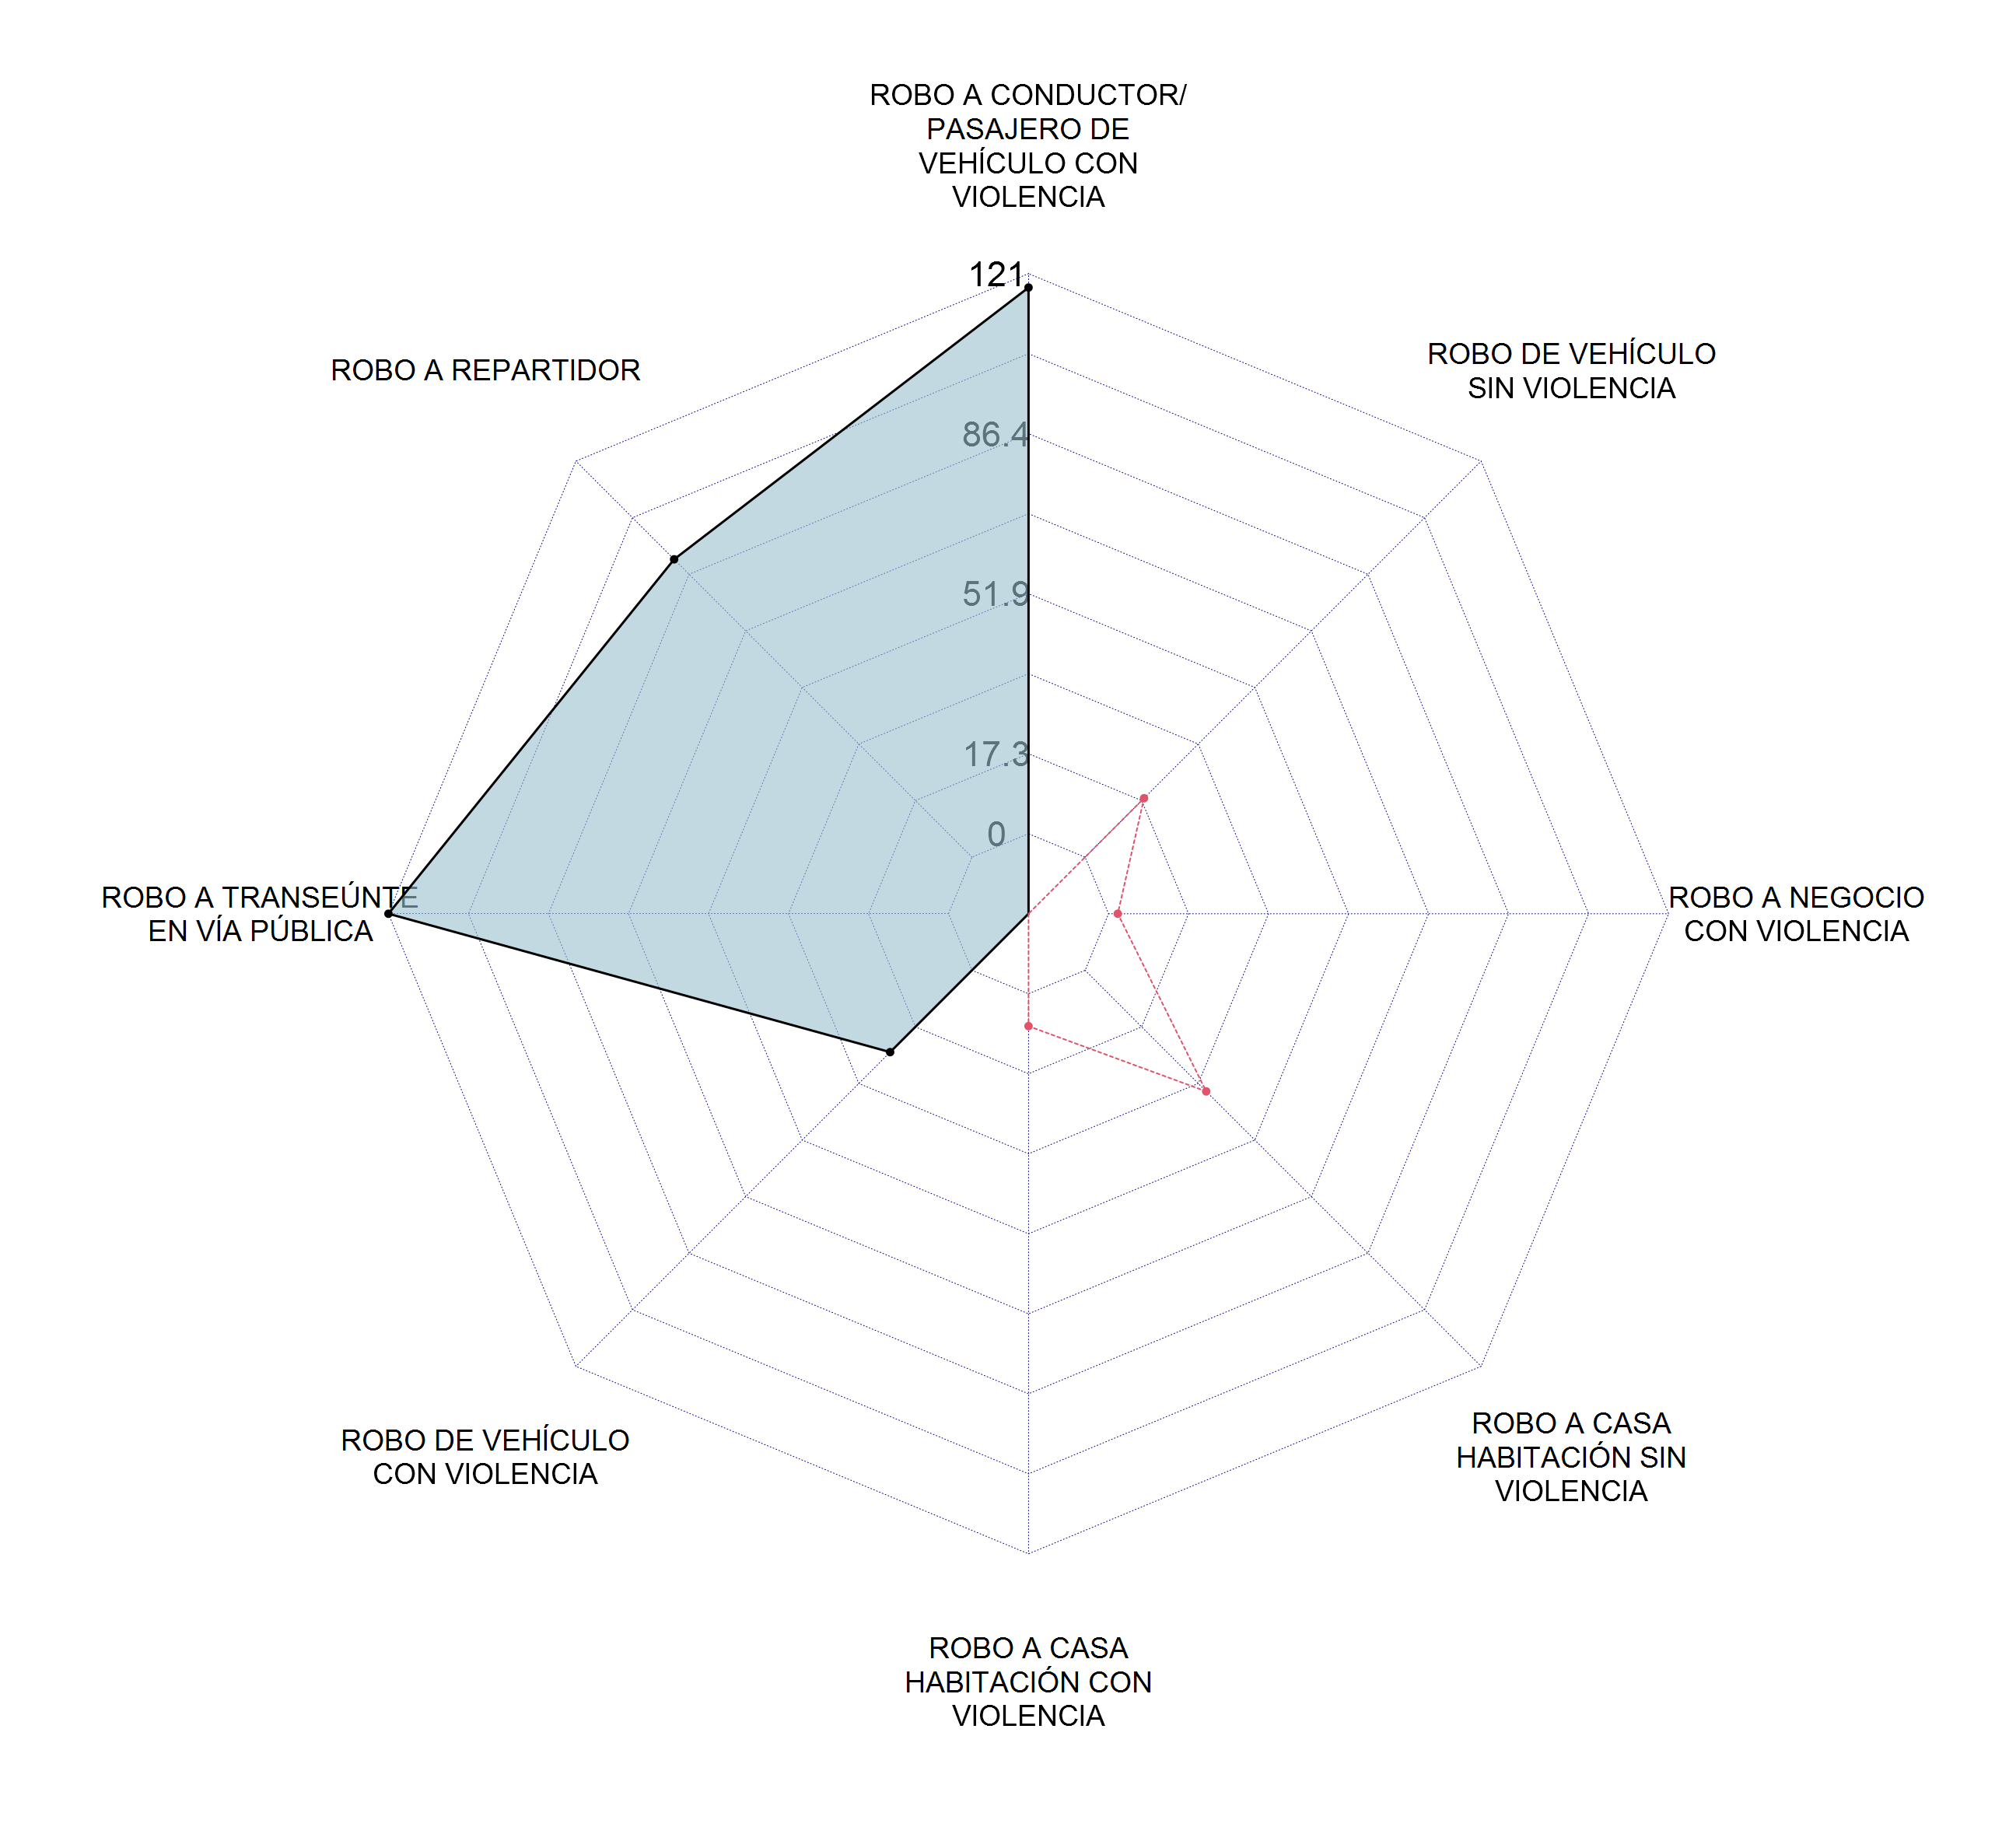 ROBO A CONDUCTOR/
PASAJERO DE
VEHÍCULO CON
VIOLENCIA
121
ROBO DE VEHÍCULO
SIN VIOLENCIA
ROBO A REPARTIDOR
86.4
51.9
17.3
0
ROBO A TRANSEÚNTE
EN VÍA PÚBLICA
ROBO A NEGOCIO
CON VIOLENCIA
ROBO DE VEHÍCULO
CON VIOLENCIA
ROBO A CASA
HABITACIÓN SIN
VIOLENCIA
ROBO A CASA
HABITACIÓN CON
VIOLENCIA